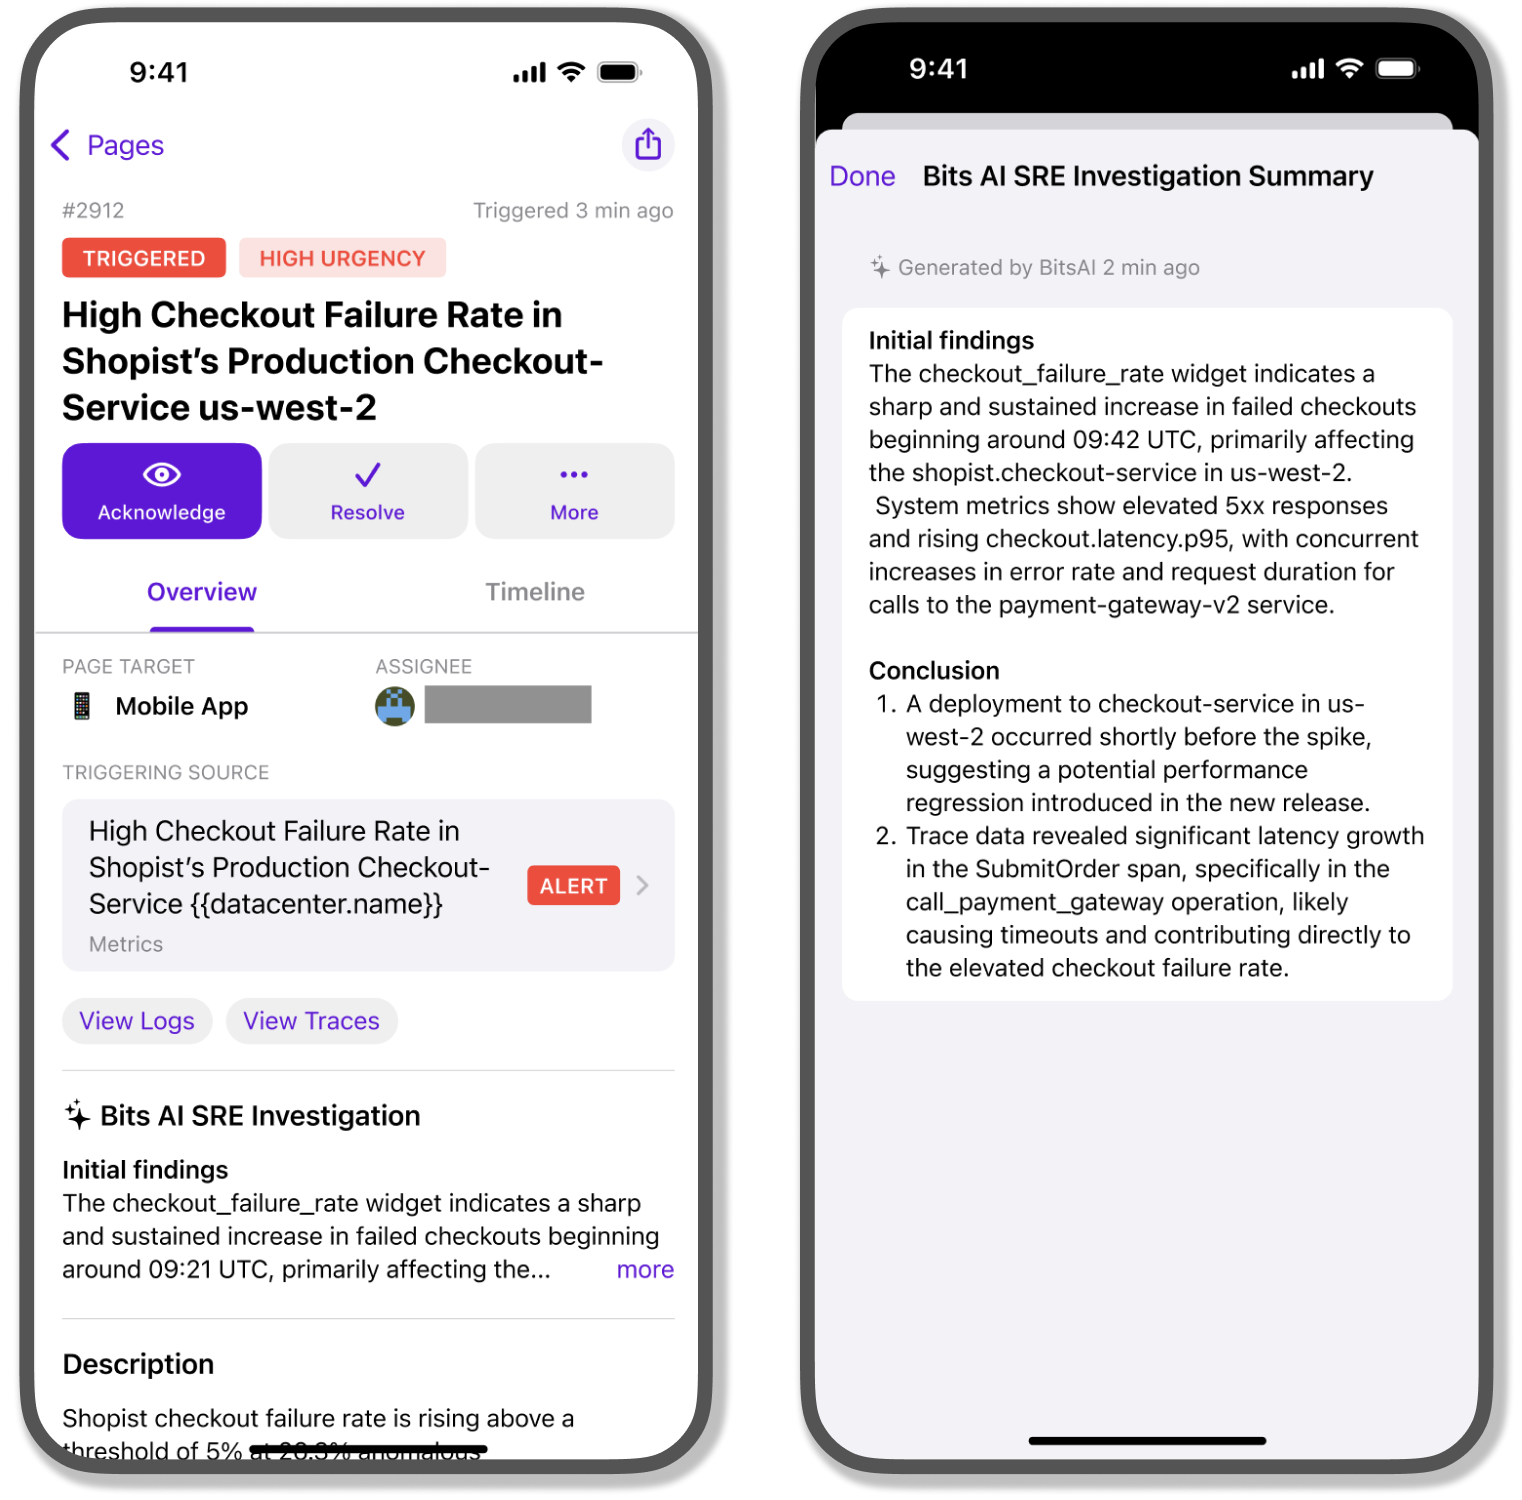 9:41
Pages
#2912
Triggered 3 min ago
TRIGGERED
HIGH URGENCY
High Checkout Failure Rate in
Shopist's Production Checkout-
Service us-west-2
Acknowledge
Resolve
More
Overview
Timeline
PAGE TARGET
ASSIGNEE
Mobile App
TRIGGERING SOURCE
High Checkout Failure Rate in
Shopist's Production Checkout-
Service {{datacenter.name}}
ALERT
Metrics
View Logs
View Traces
Bits AI SRE Investigation
Initial findings
The checkout_failure_rate widget indicates a sharp
and sustained increase in failed checkouts beginning
around 09:21 UTC, primarily affecting the...
more
Description
Shopist checkout failure rate is rising above a
threshold of 5% at 26.3% anomalous
9:41
Done
Bits AI SRE Investigation Summary
Generated by BitsAI 2 min ago
Initial findings
The checkout_failure_rate widget indicates a
sharp and sustained increase in failed checkouts
beginning around 09:42 UTC, primarily affecting
the shopist.checkout-service in us-west-2.
System metrics show elevated 5xx responses
and rising checkout.latency.p95, with concurrent
increases in error rate and request duration for
calls to the payment-gateway-v2 service.
Conclusion
1. A deployment to checkout-service in us-
west-2 occurred shortly before the spike,
suggesting a potential performance
regression introduced in the new release.
2. Trace data revealed significant latency growth
in the SubmitOrder span, specifically in the
call_payment_gateway operation, likely
causing timeouts and contributing directly to
the elevated checkout failure rate.